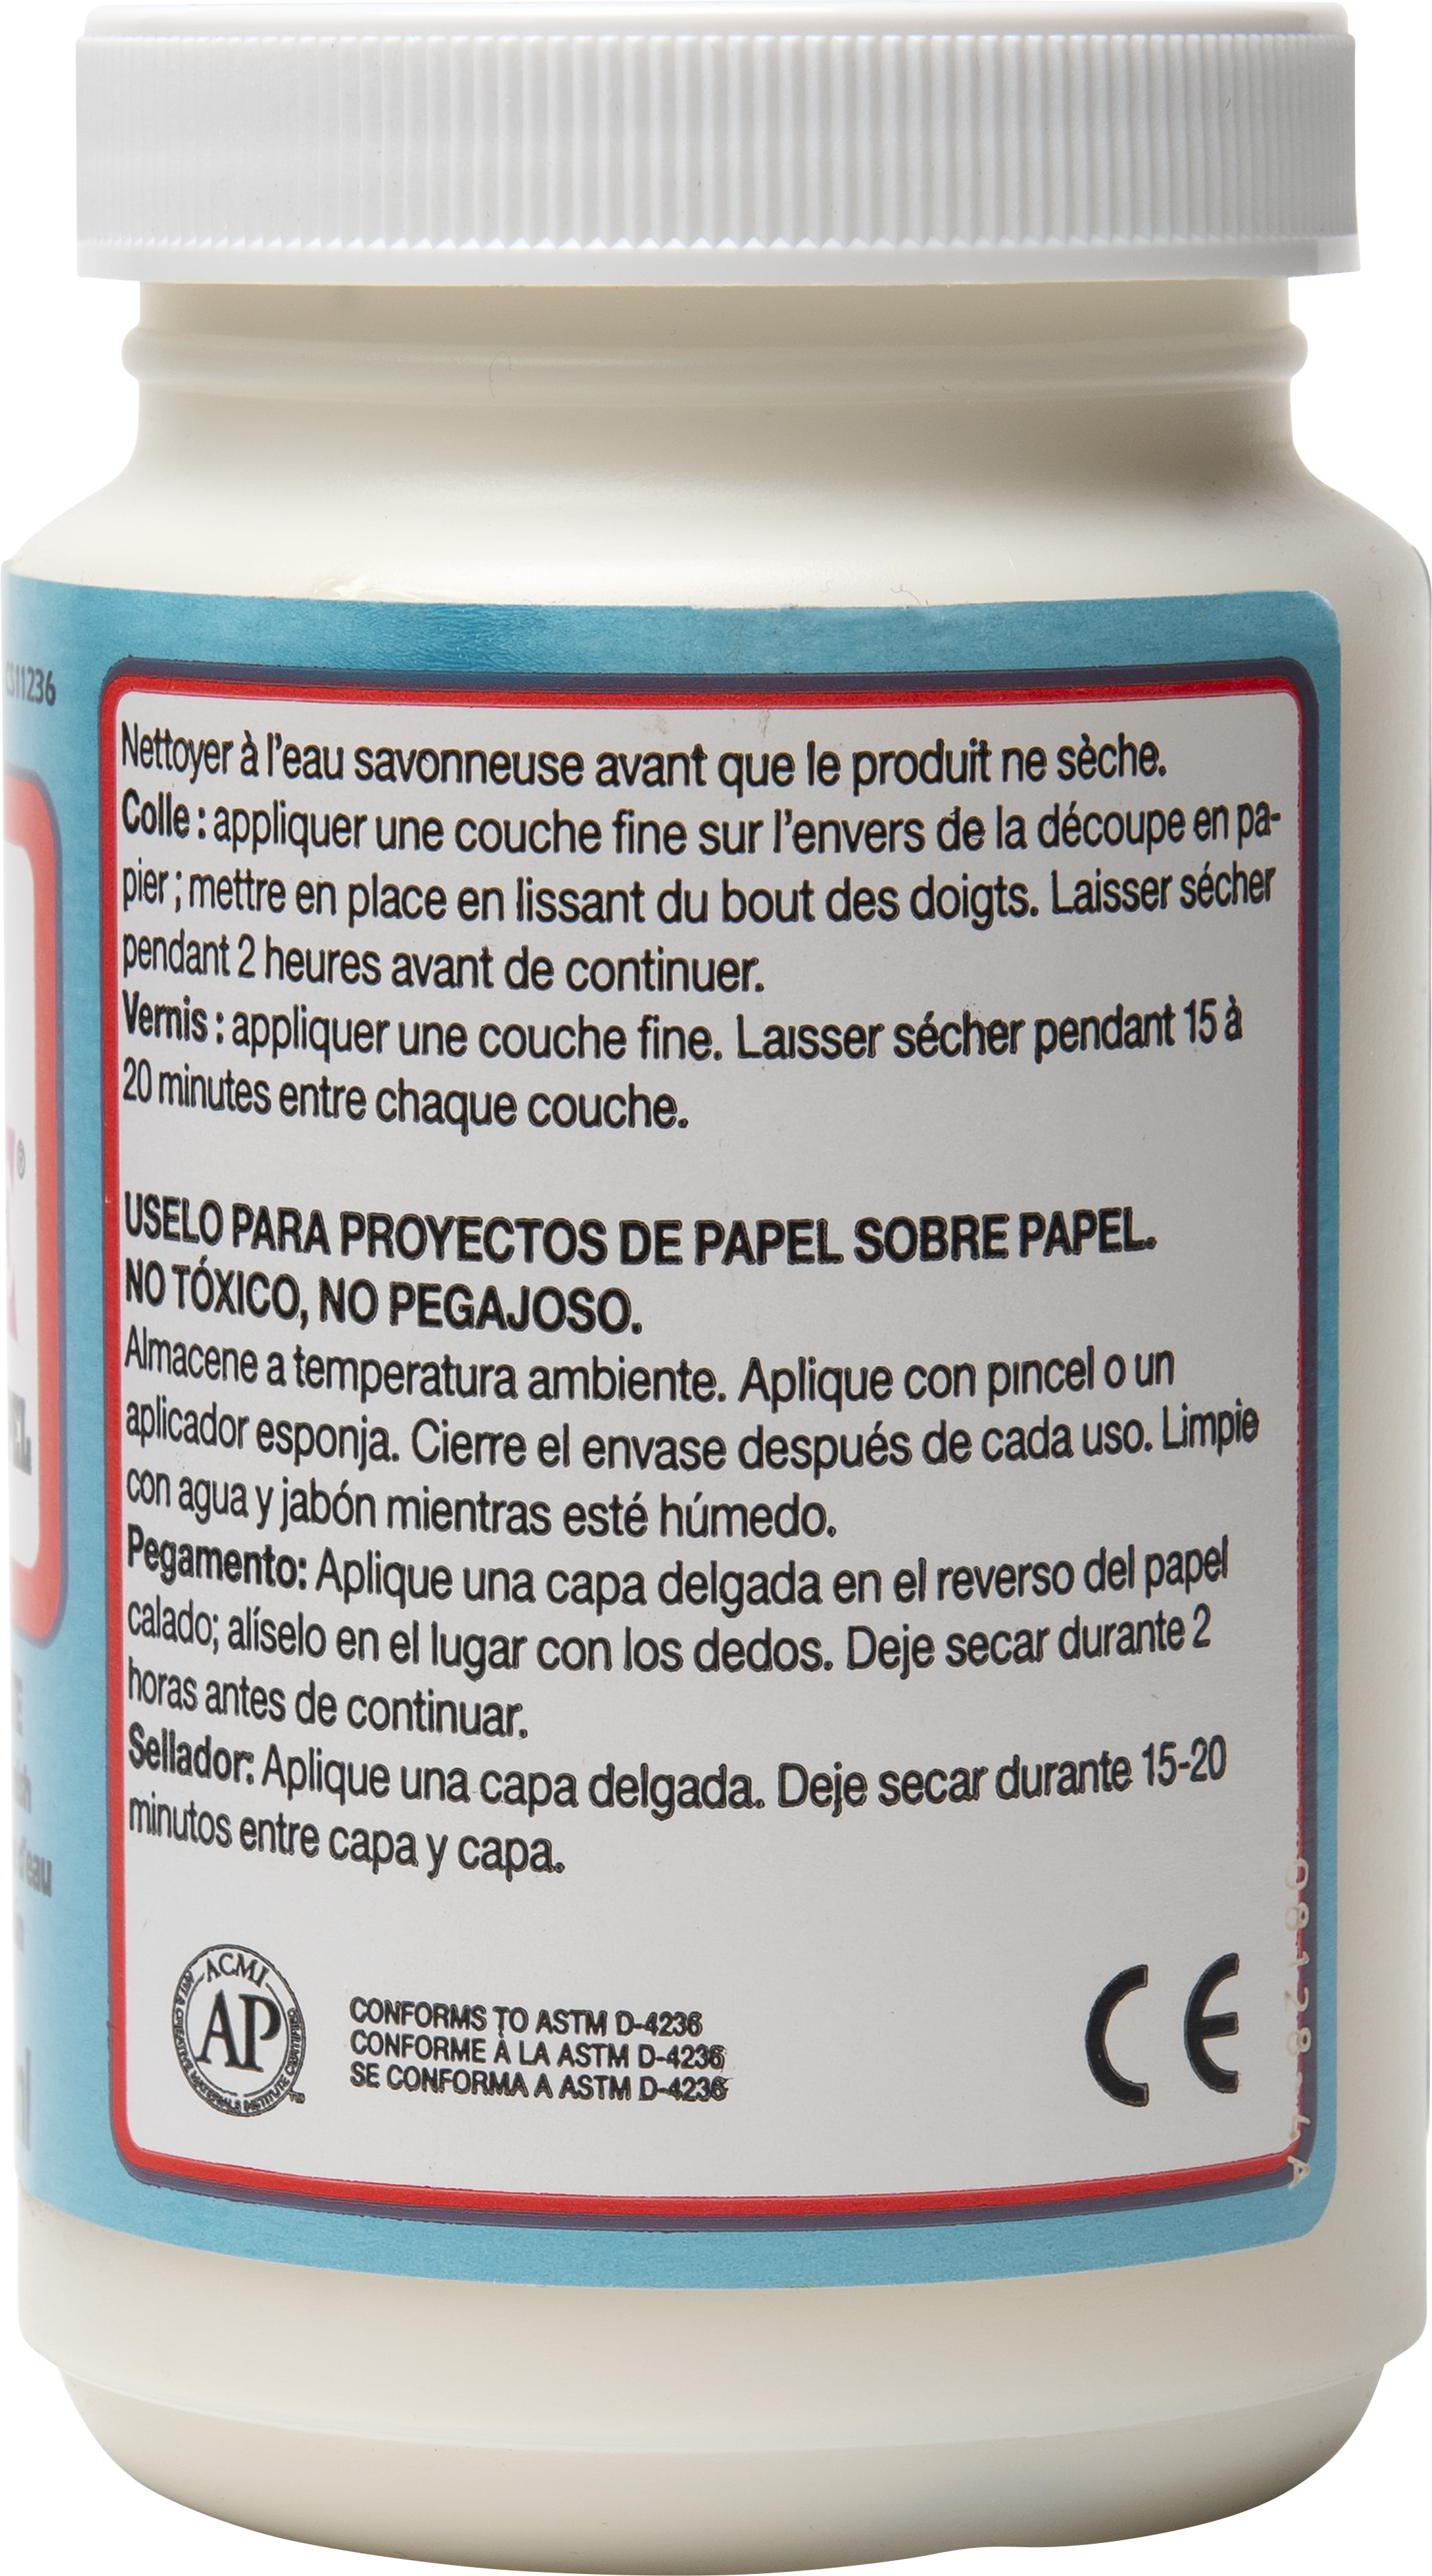 CS11236
Nettoyer à l'eau savonneuse avant que le produit ne sèche.
Colle : appliquer une couche fine sur l'envers de la découpe en pa-
pier ; mettre en place en lissant du bout des doigts. Laisser sécher
pendant 2 heures avant de continuer.
Vernis : appliquer une couche fine. Laisser sécher pendant 15 à
20 minutes entre chaque couche.
USELO PARA PROYECTOS DE PAPEL SOBRE PAPEL.
NO TÓXICO, NO PEGAJOSO.
Almacene a temperatura ambiente. Aplique con pincel o un
aplicador esponja. Cierre el envase después de cada uso. Limpie
con agua y jabón mientras esté húmedo.
Pegamento: Aplique una capa delgada en el reverso del papel
calado; alíselo en el lugar con los dedos. Deje secar durante 2
horas antes de continuar.
Sellador: Aplique una capa delgada. Deje secar durante 15-20
minutos entre capa y capa.
ACMI
AP
CONFORMS TO ASTM D-4236
CONFORME À LA ASTM D-4236
SE CONFORMA A ASTM D-4236
CE